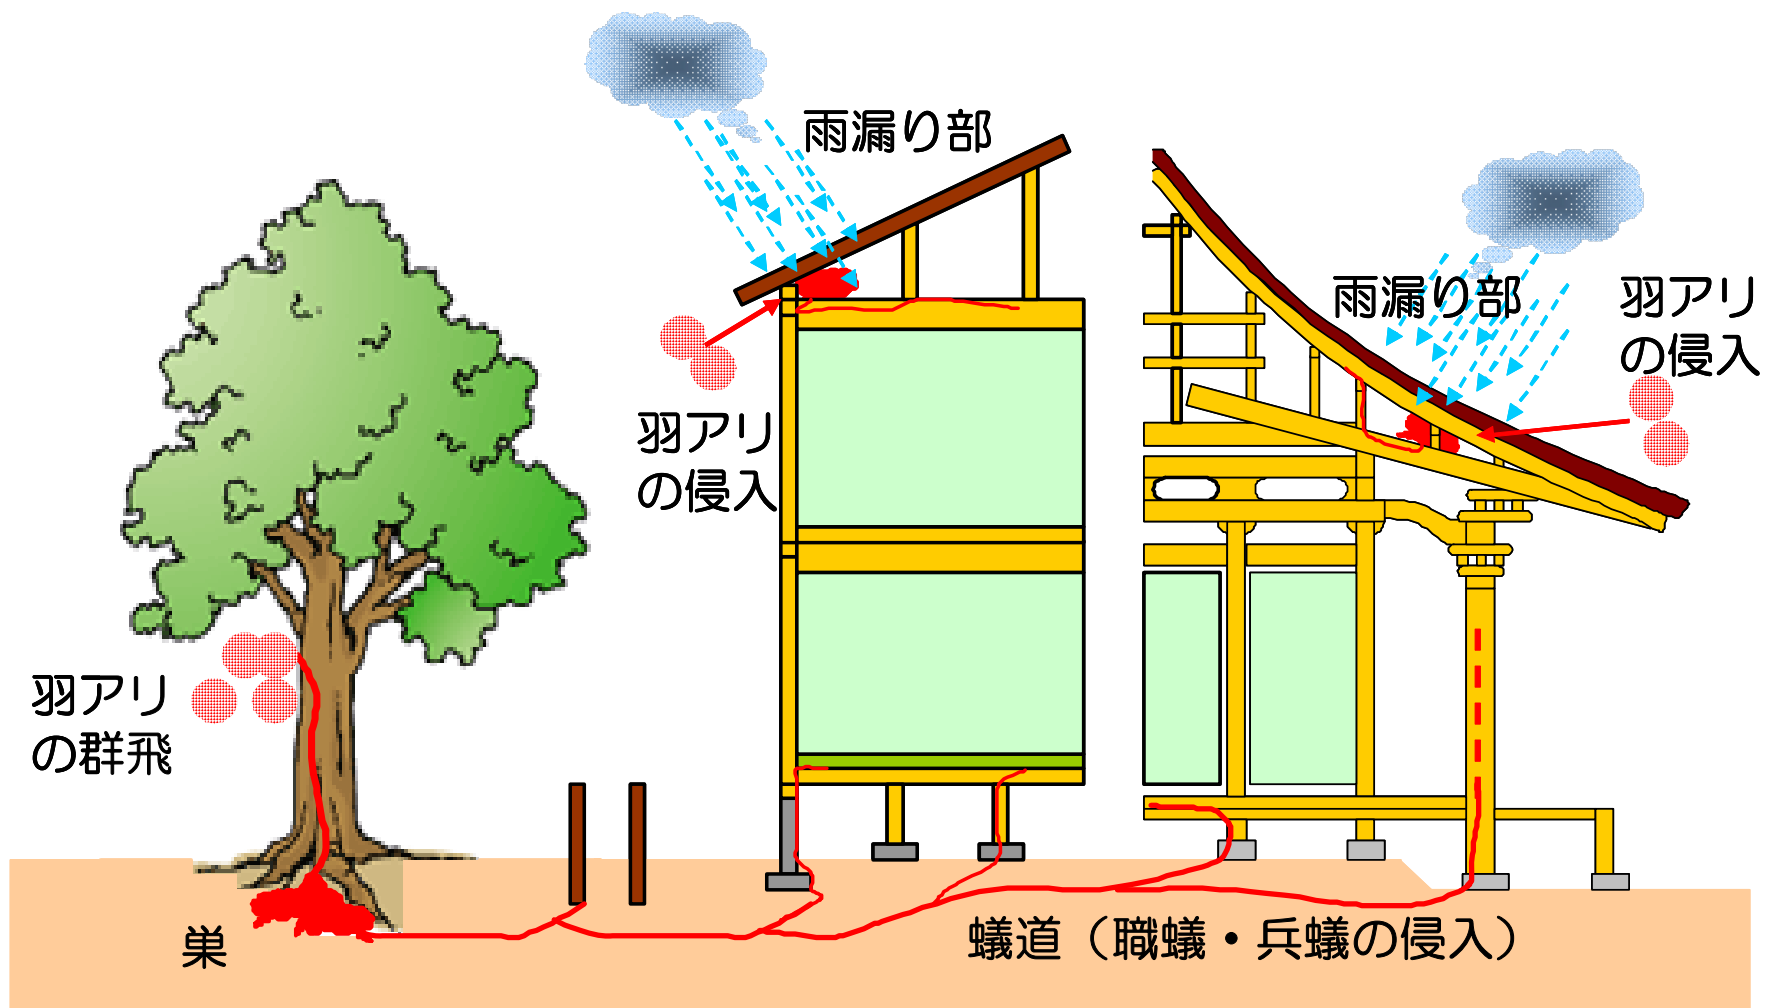 雨漏り部
雨漏り部
羽アリ
の侵入
羽アリ
の侵入
羽アリ
の群飛
巣
蟻道（職蟻・兵蟻の侵入）